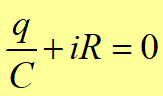 q/C + iR = 0